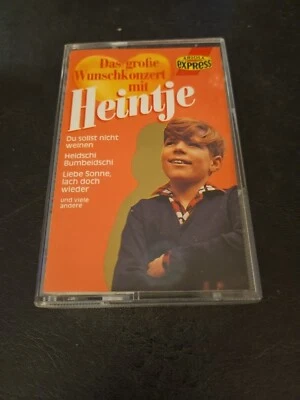 Das große
Wunschkonzert
mit
Heintje
ARIOLA
EXPRESS
Du sollst nicht
weinen
Heidschi
Bumbeidschi
Liebe Sonne,
lach doch
wieder
und viele
andere